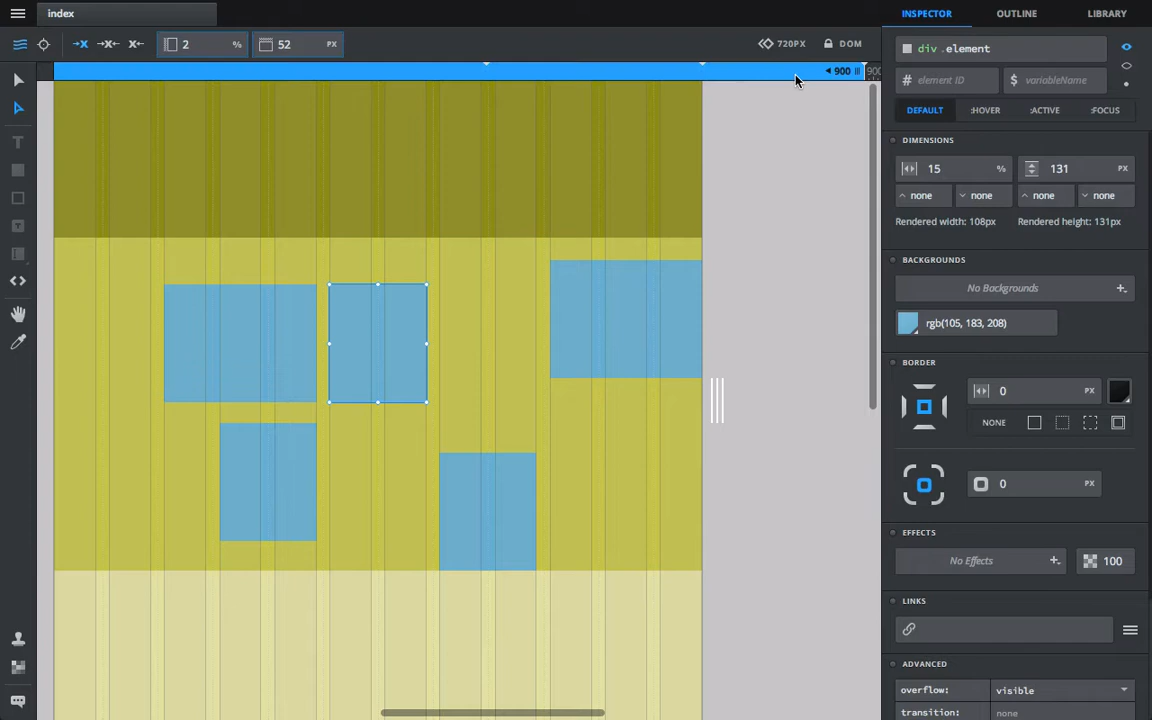 index
INSPECTOR
OUTLINE
LIBRARY
2 %
52 PX
720PX
DOM
div .element
# element ID
$ variableName
900
900
DEFAULT
:HOVER
:ACTIVE
:FOCUS
DIMENSIONS
15 %
131 PX
none
none
none
none
Rendered width: 108px
Rendered height: 131px
BACKGROUNDS
No Backgrounds
rgb(105, 183, 208)
BORDER
0 PX
NONE
0 PX
EFFECTS
No Effects
100
LINKS
ADVANCED
overflow:
visible
transition:
none